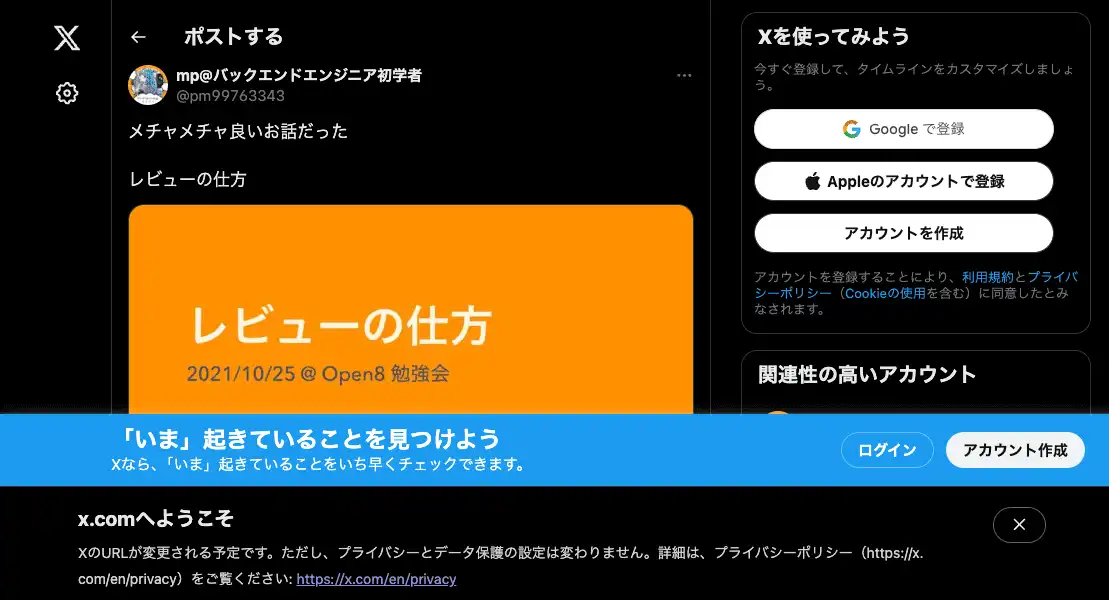 ポストする
mp@バックエンドエンジニア初学者
@pm99763343
メチャメチャ良いお話だった
レビューの仕方
レビューの仕方
2021/10/25 @ Open8 勉強会
Xを使ってみよう
今すぐ登録して、タイムラインをカスタマイズしましょ
う。
Google で登録
Appleのアカウントで登録
アカウントを作成
アカウントを登録することにより、利用規約とプライバ
シーポリシー（Cookieの使用を含む）に同意したとみ
なされます。
関連性の高いアカウント
「いま」起きていることを見つけよう
Xなら、「いま」起きていることをいち早くチェックできます。
ログイン
アカウント作成
x.comへようこそ
XのURLが変更される予定です。ただし、プライバシーとデータ保護の設定は変わりません。詳細は、プライバシーポリシー（https://x.
com/en/privacy）をご覧ください: https://x.com/en/privacy